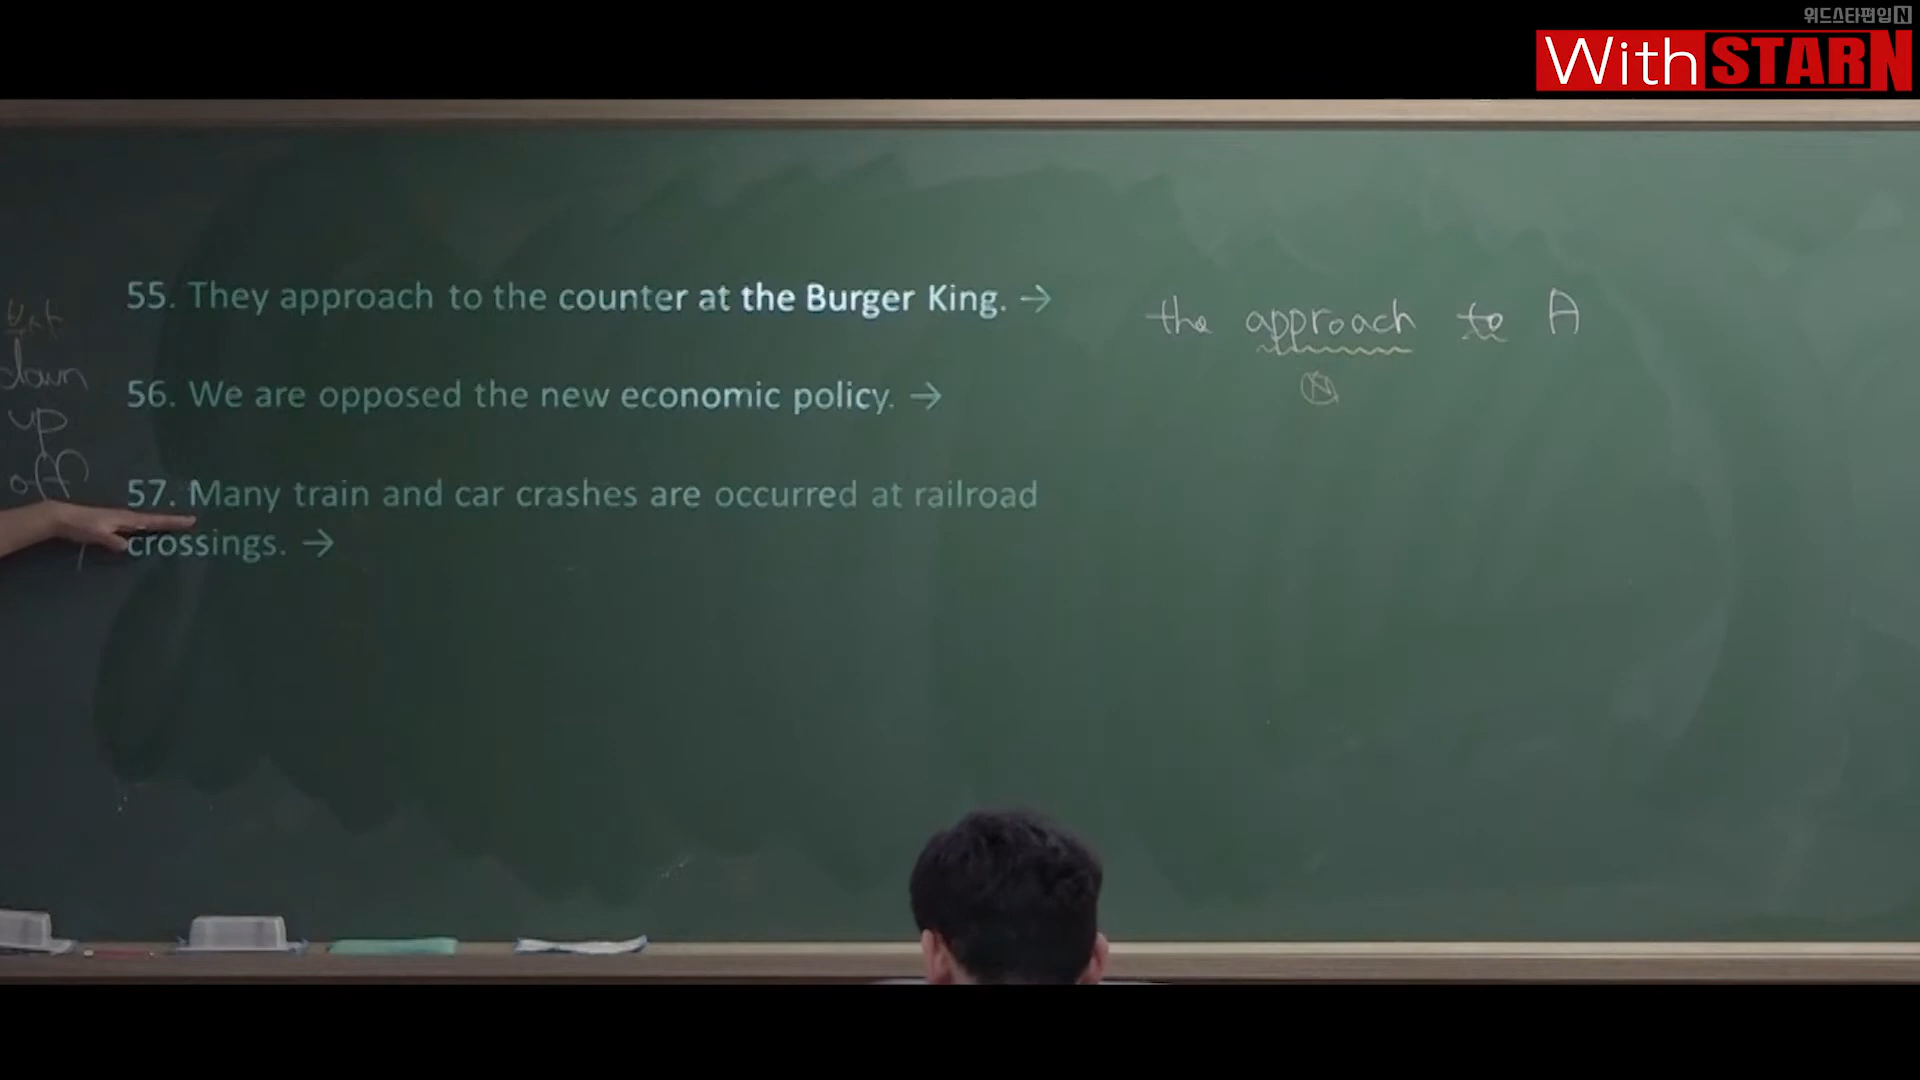 위드스타편입N
With STARN
55. They approach to the counter at the Burger King. →
the approach to A
N
56. We are opposed the new economic policy. →
57. Many train and car crashes are occurred at railroad
crossings. →
down
up
off